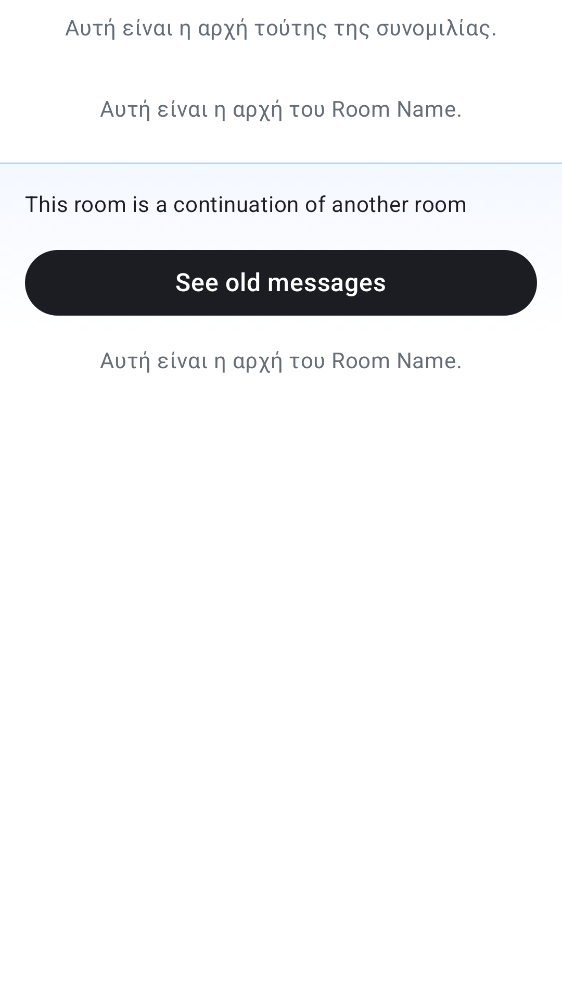 Αυτή είναι η αρχή τούτης της συνομιλίας.
Αυτή είναι η αρχή του Room Name.
This room is a continuation of another room
See old messages
Αυτή είναι η αρχή του Room Name.